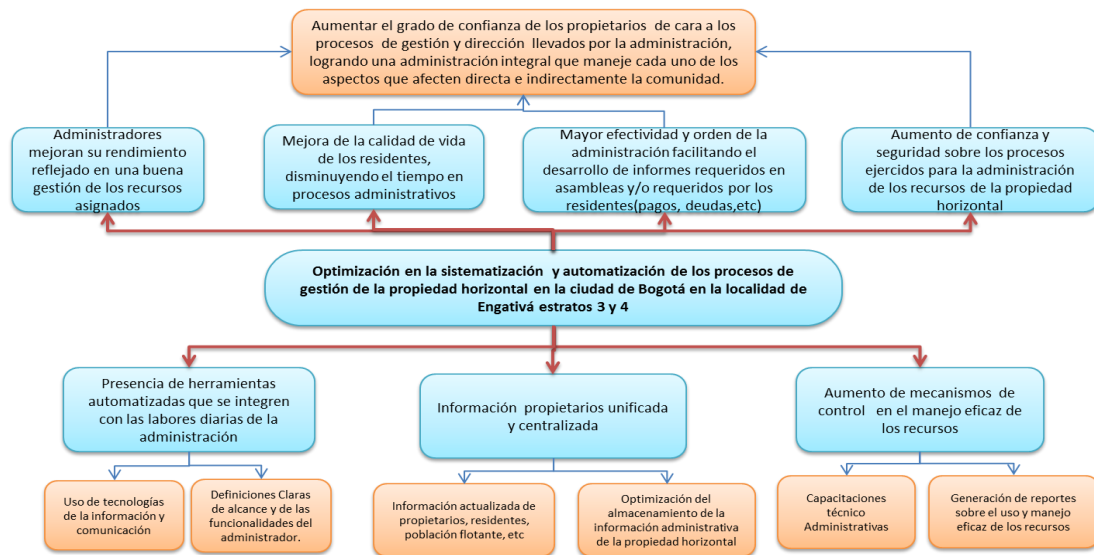 Aumentar el grado de confianza de los propietarios de cara a los
procesos de gestión y dirección llevados por la administración,
logrando una administración integral que maneje cada uno de los
aspectos que afecten directa e indirectamente la comunidad.
Administradores
mejoran su rendimiento
reflejado en una buena
gestión de los recursos
asignados
Mejora de la calidad de vida
de los residentes,
disminuyendo el tiempo en
procesos administrativos
Mayor efectividad y orden de la
administración facilitando el
desarrollo de informes requeridos en
asambleas y/o requeridos por los
residentes(pagos, deudas,etc)
Aumento de confianza y
seguridad sobre los procesos
ejercidos para la administración
de los recursos de la propiedad
horizontal
Optimización en la sistematización y automatización de los procesos de
gestión de la propiedad horizontal en la ciudad de Bogotá en la localidad de
Engativá estratos 3 y 4
Presencia de herramientas
automatizadas que se integren
con las labores diarias de la
administración
Información propietarios unificada
y centralizada
Aumento de mecanismos de
control en el manejo eficaz de
los recursos
Uso de tecnologías
de la información y
comunicación
Definiciones Claras
de alcance y de las
funcionalidades del
administrador.
Información actualizada de
propietarios, residentes,
población flotante, etc
Optimización del
almacenamiento de la
información administrativa
de la propiedad horizontal
Capacitaciones
técnico
Administrativas
Generación de reportes
sobre el uso y manejo
eficaz de los recursos